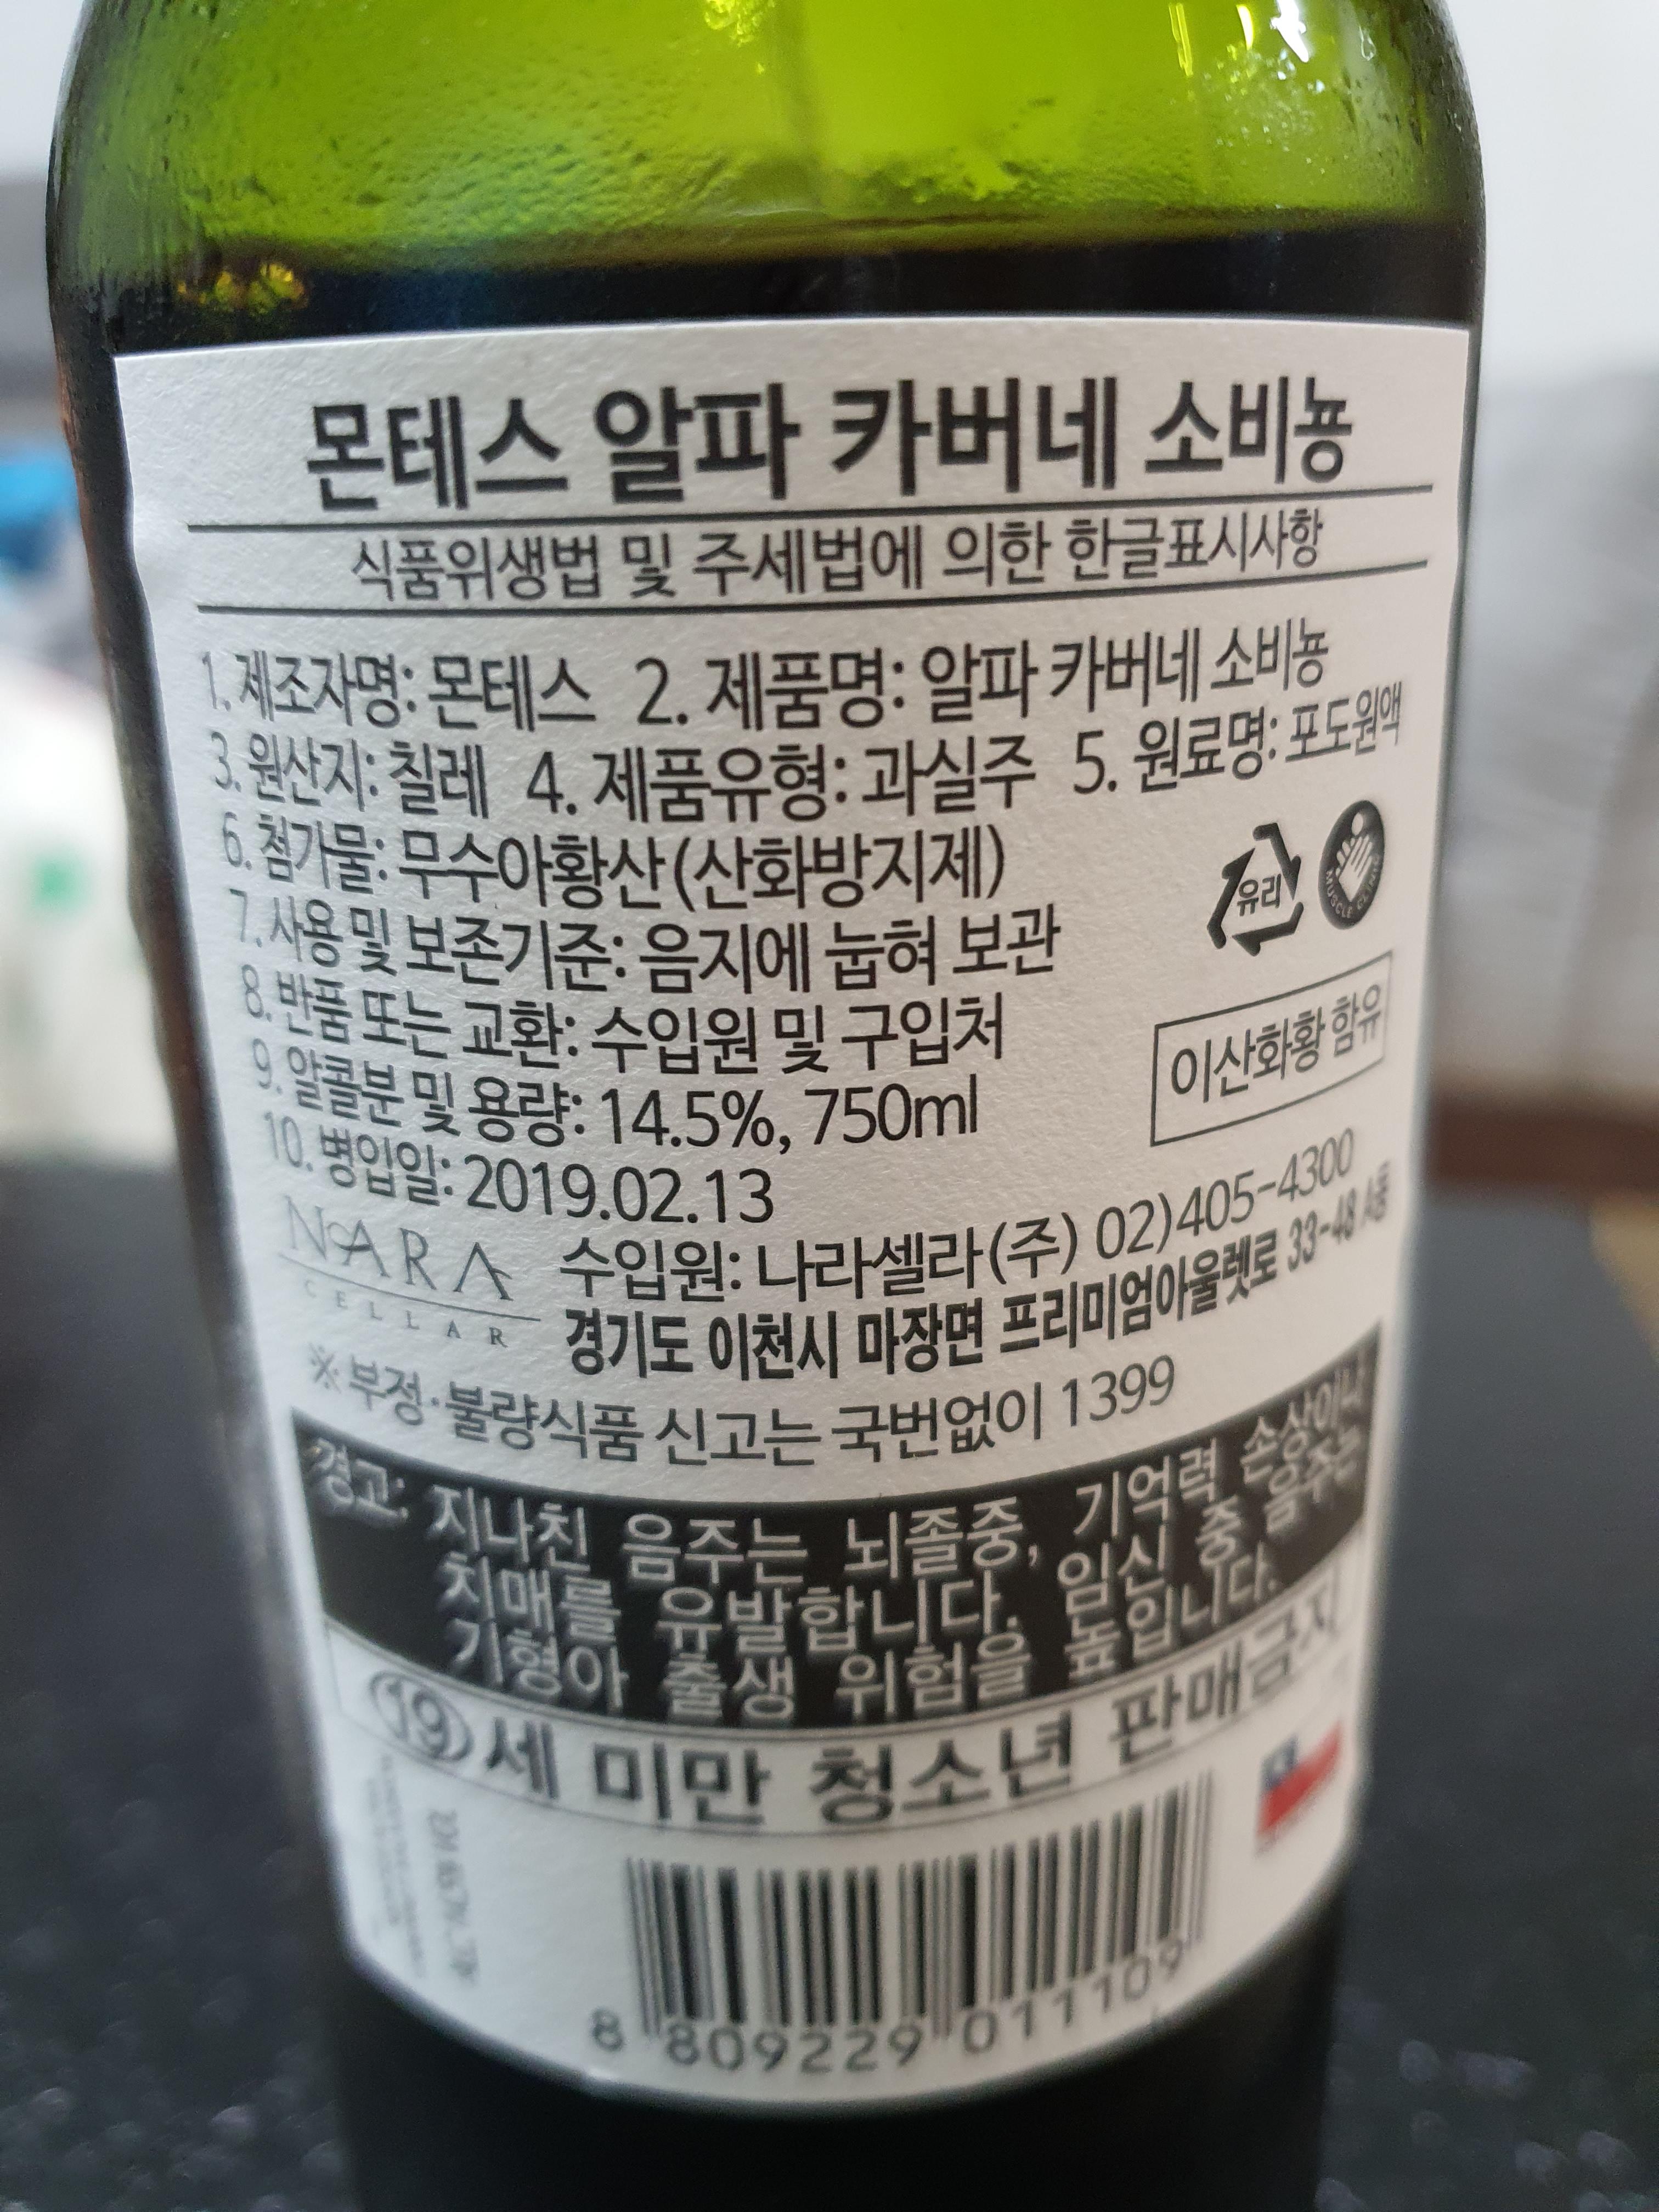 몬테스 알파 카버네 소비뇽
식품위생법 및 주세법에 의한 한글표시사항
1. 제조자명: 몬테스 2. 제품명: 알파 카버네 소비뇽
3. 원산지: 칠레 4. 제품유형: 과실주 5. 원료명: 포도원액
6. 첨가물: 무수아황산(산화방지제)
7. 사용 및 보존기준: 음지에 눕혀 보관
8. 반품 또는 교환: 수입원 및 구입처
9. 알콜분 및 용량: 14.5%, 750ml
10. 병입일: 2019.02.13
유리
MUSCLE
이산화황 함유
NARA
CELLAR
수입원: 나라셀라(주) 02)405-4300
경기도 이천시 마장면 프리미엄아울렛로 33-48 A동
※ 부정·불량식품 신고는 국번없이 1399
경고: 지나친 음주는 뇌졸중, 기억력 손상이나
치매를 유발합니다. 임신 중 음주는
기형아 출생 위험을 높입니다.
19세 미만 청소년 판매금지
8 809229 011109